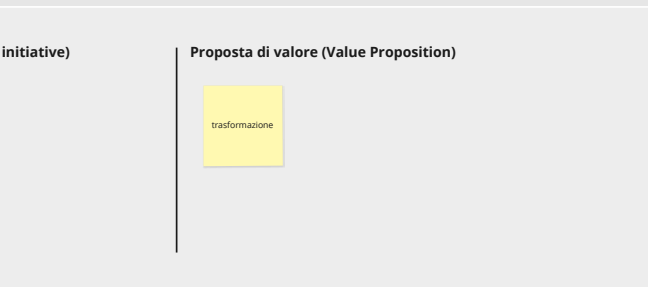 initiative)
Proposta di valore (Value Proposition)
trasformazione